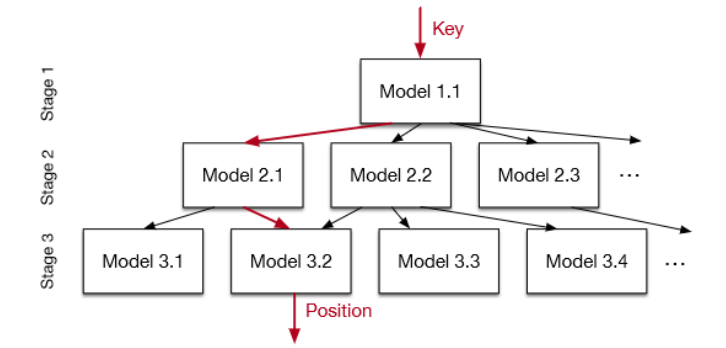 Key
Stage 1
Model 1.1
Stage 2
Model 2.1
Model 2.2
Model 2.3
...
Stage 3
Model 3.1
Model 3.2
Model 3.3
Model 3.4
...
Position